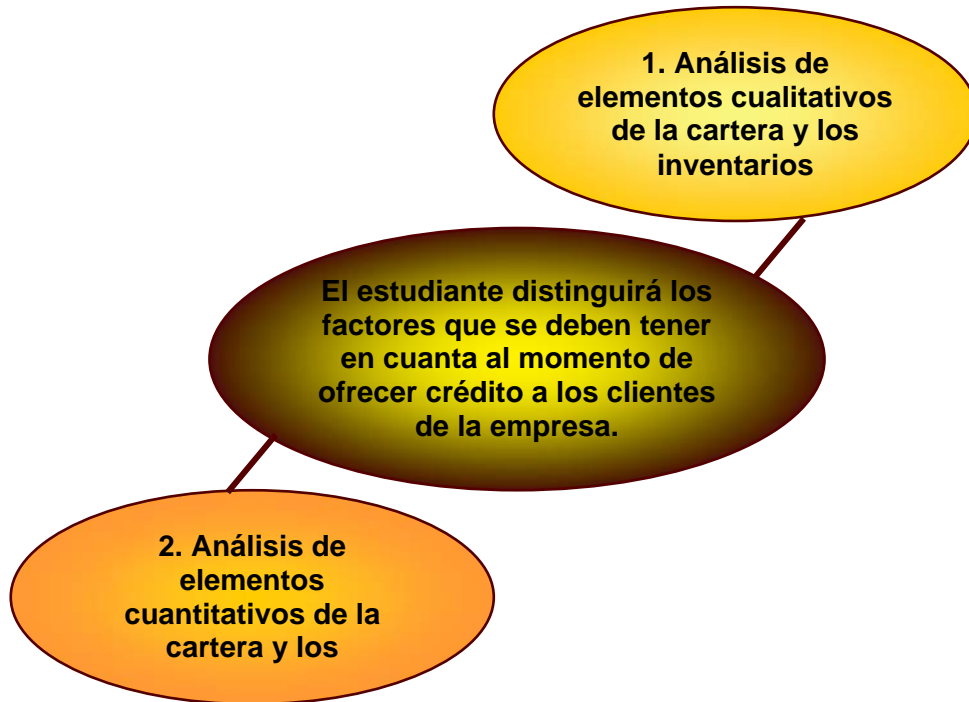 1. Análisis de
elementos cualitativos
de la cartera y los
inventarios
El estudiante distinguirá los
factores que se deben tener
en cuanta al momento de
ofrecer crédito a los clientes
de la empresa.
2. Análisis de
elementos
cuantitativos de la
cartera y los